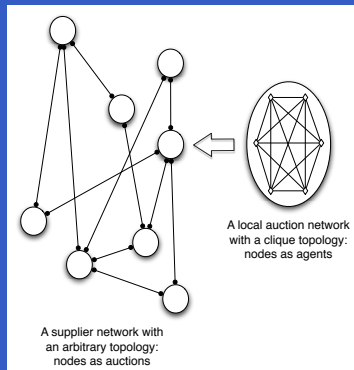 A local auction network
with a clique topology:
nodes as agents
A supplier network with
an arbitrary topology:
nodes as auctions